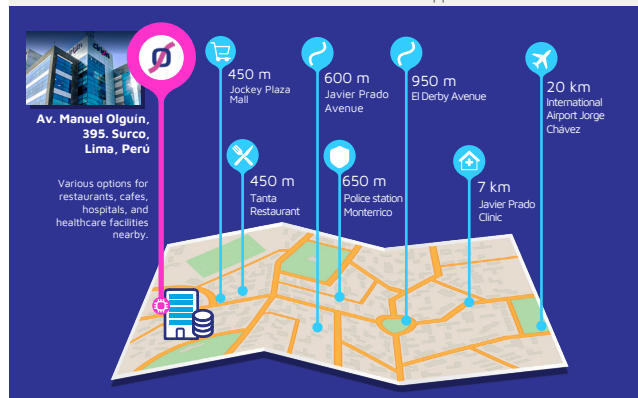 Av. Manuel Olguín,
395. Surco,
Lima, Perú
Various options for
restaurants, cafes,
hospitals, and
healthcare facilities
nearby.
450 m
Jockey Plaza
Mall
600 m
Javier Prado
Avenue
950 m
El Derby Avenue
20 km
International
Airport Jorge
Chávez
450 m
Tanta
Restaurant
650 m
Police station
Monterrico
7 km
Javier Prado
Clinic